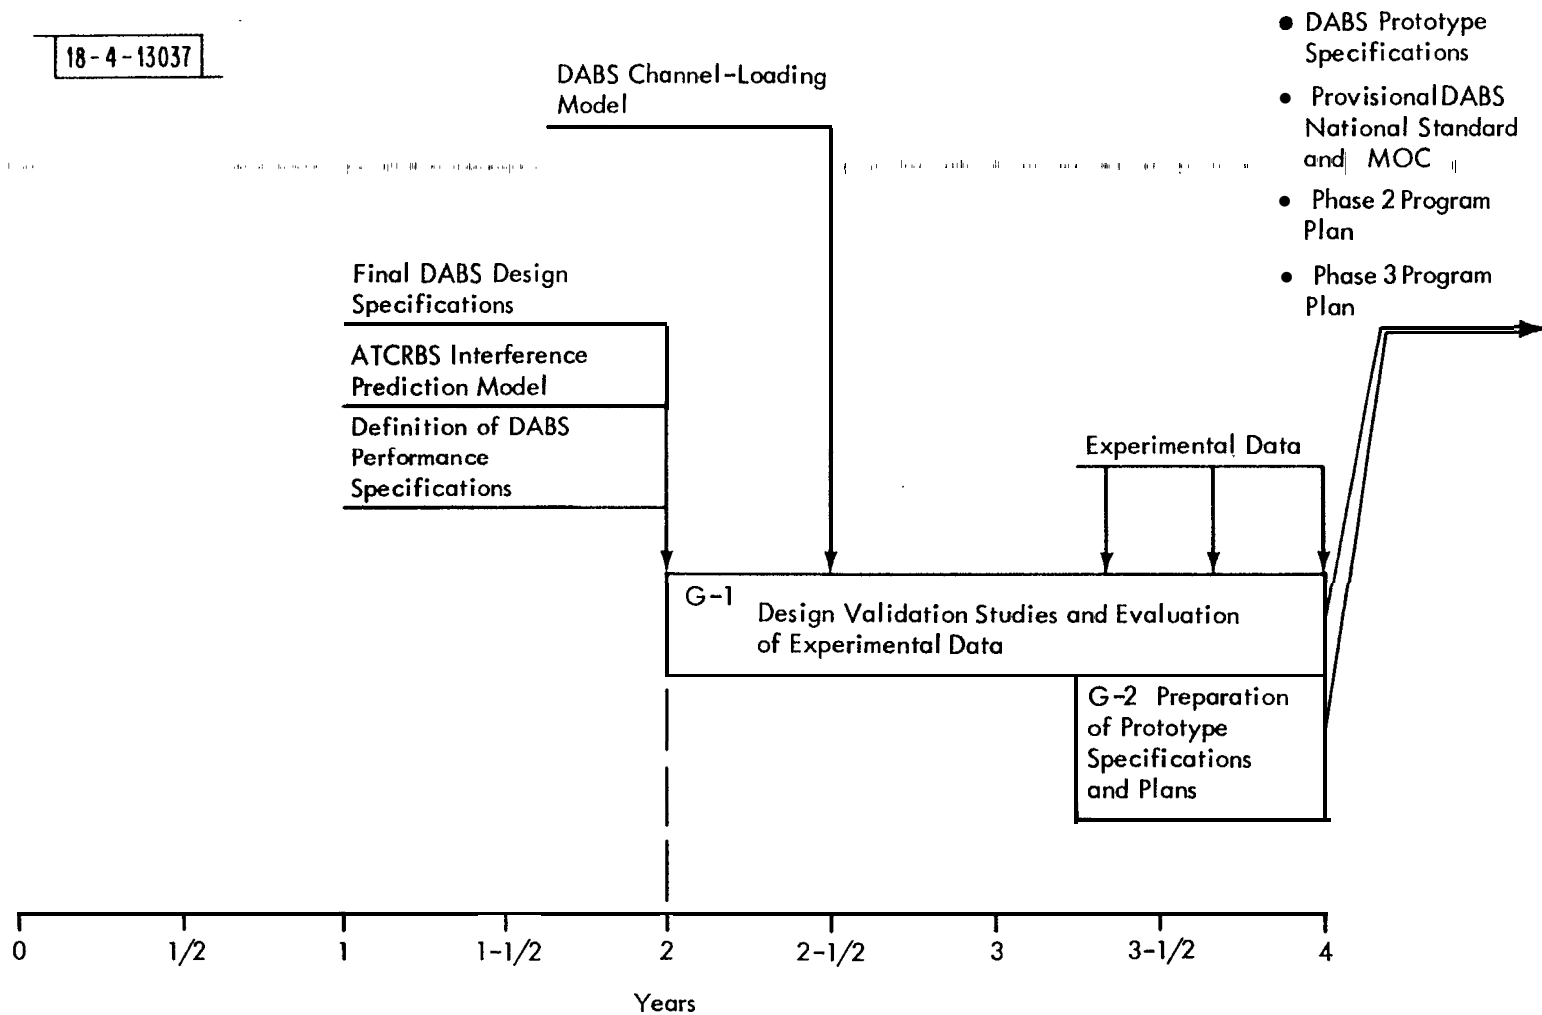 18-4-13037
DABS Channel-Loading
Model
● DABS Prototype
Specifications
● Provisional DABS
National Standard
and MOC
● Phase 2 Program
Plan
● Phase 3 Program
Plan
Final DABS Design
Specifications
ATCRBS Interference
Prediction Model
Definition of DABS
Performance
Specifications
Experimental Data
G-1
Design Validation Studies and Evaluation
of Experimental Data
G-2 Preparation
of Prototype
Specifications
and Plans
0 1/2 1 1-1/2 2 2-1/2 3 3-1/2 4
Years